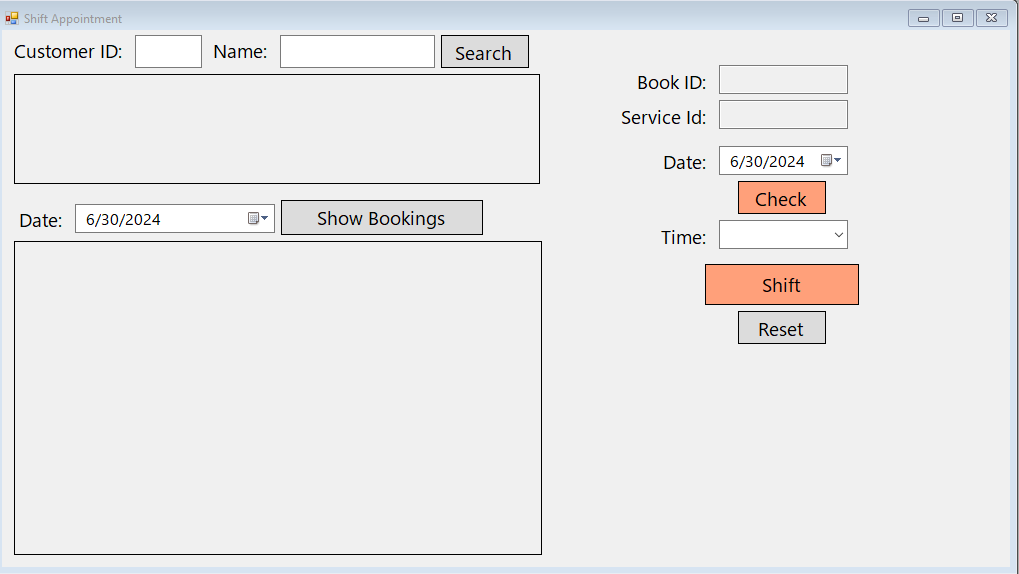 Shift Appointment
Customer ID: Name: Search
Date: 6/30/2024 Show Bookings
Book ID:
Service Id:
Date: 6/30/2024
Check
Time:
Shift
Reset